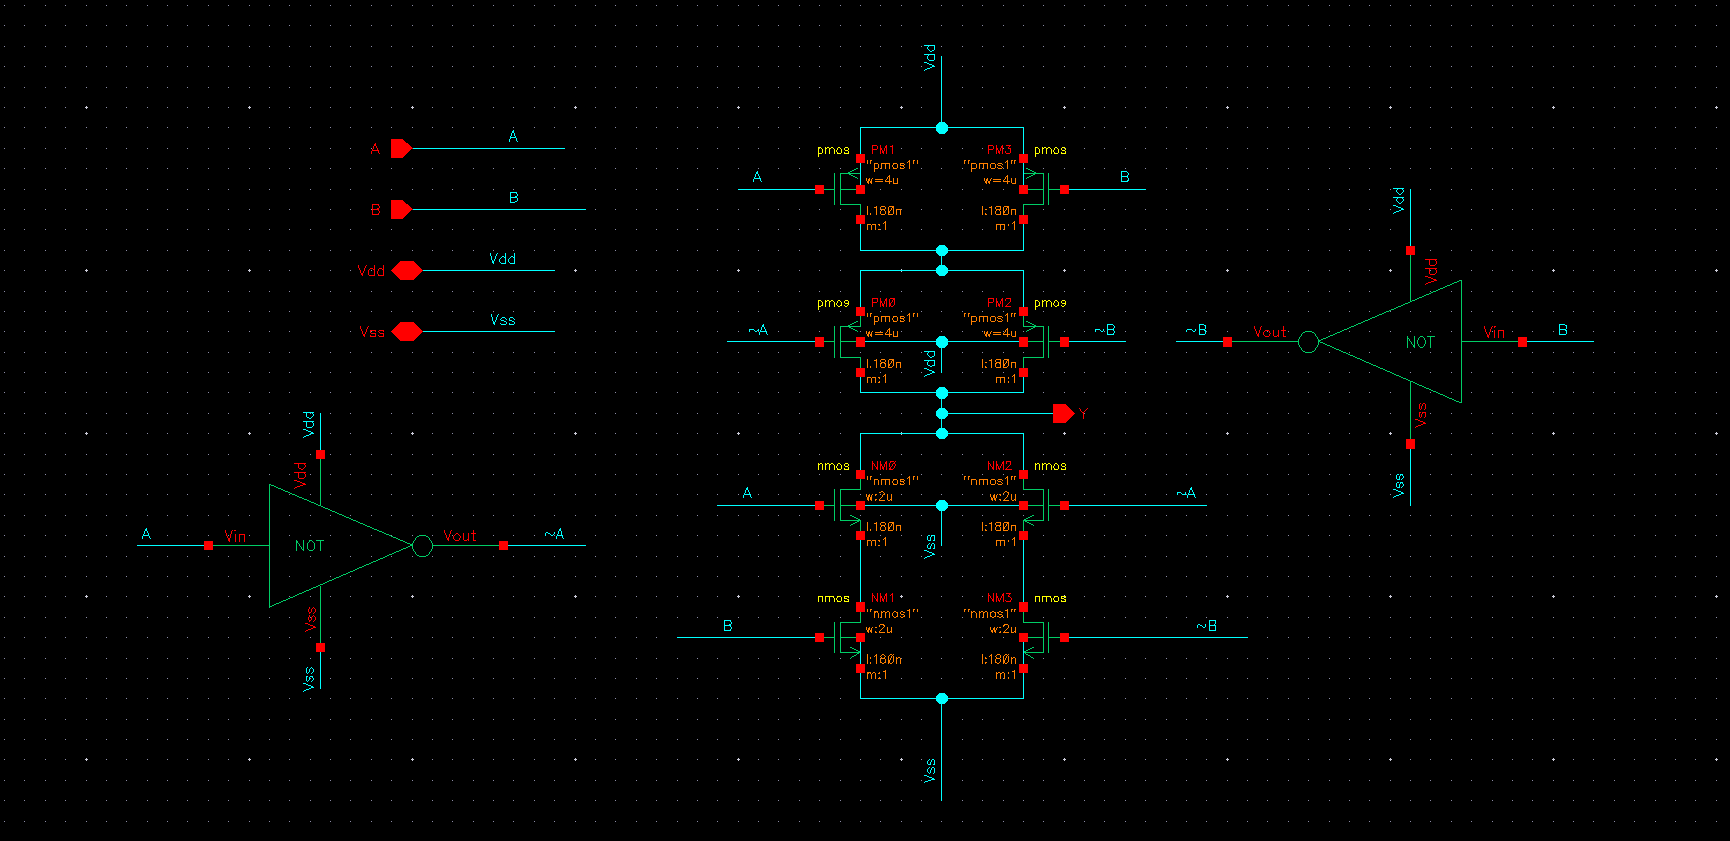 A A
B B
Vdd Vdd
Vss Vss
Vdd
pmos PM1 PM3 pmos
"pmos1" "pmos1"
w=4u w=4u
A B
l:180n l:180n
m:1 m:1
pmos PM0 PM2 pmos
"pmos1" "pmos1"
w=4u w=4u
~A ~B
Vdd
l:180n l:180n
m:1 m:1
Y
nmos NM0 NM2 nmos
"nmos1" "nmos1"
w:2u w:2u
A ~A
Vss
l:180n l:180n
m:1 m:1
nmos NM1 NM3 nmos
"nmos1" "nmos1"
w:2u w:2u
B ~B
l:180n l:180n
m:1 m:1
Vss
Vdd
Vdd
A Vin NOT Vout ~A
Vss
Vss
Vdd
Vdd
~B Vout NOT Vin B
Vss
Vss